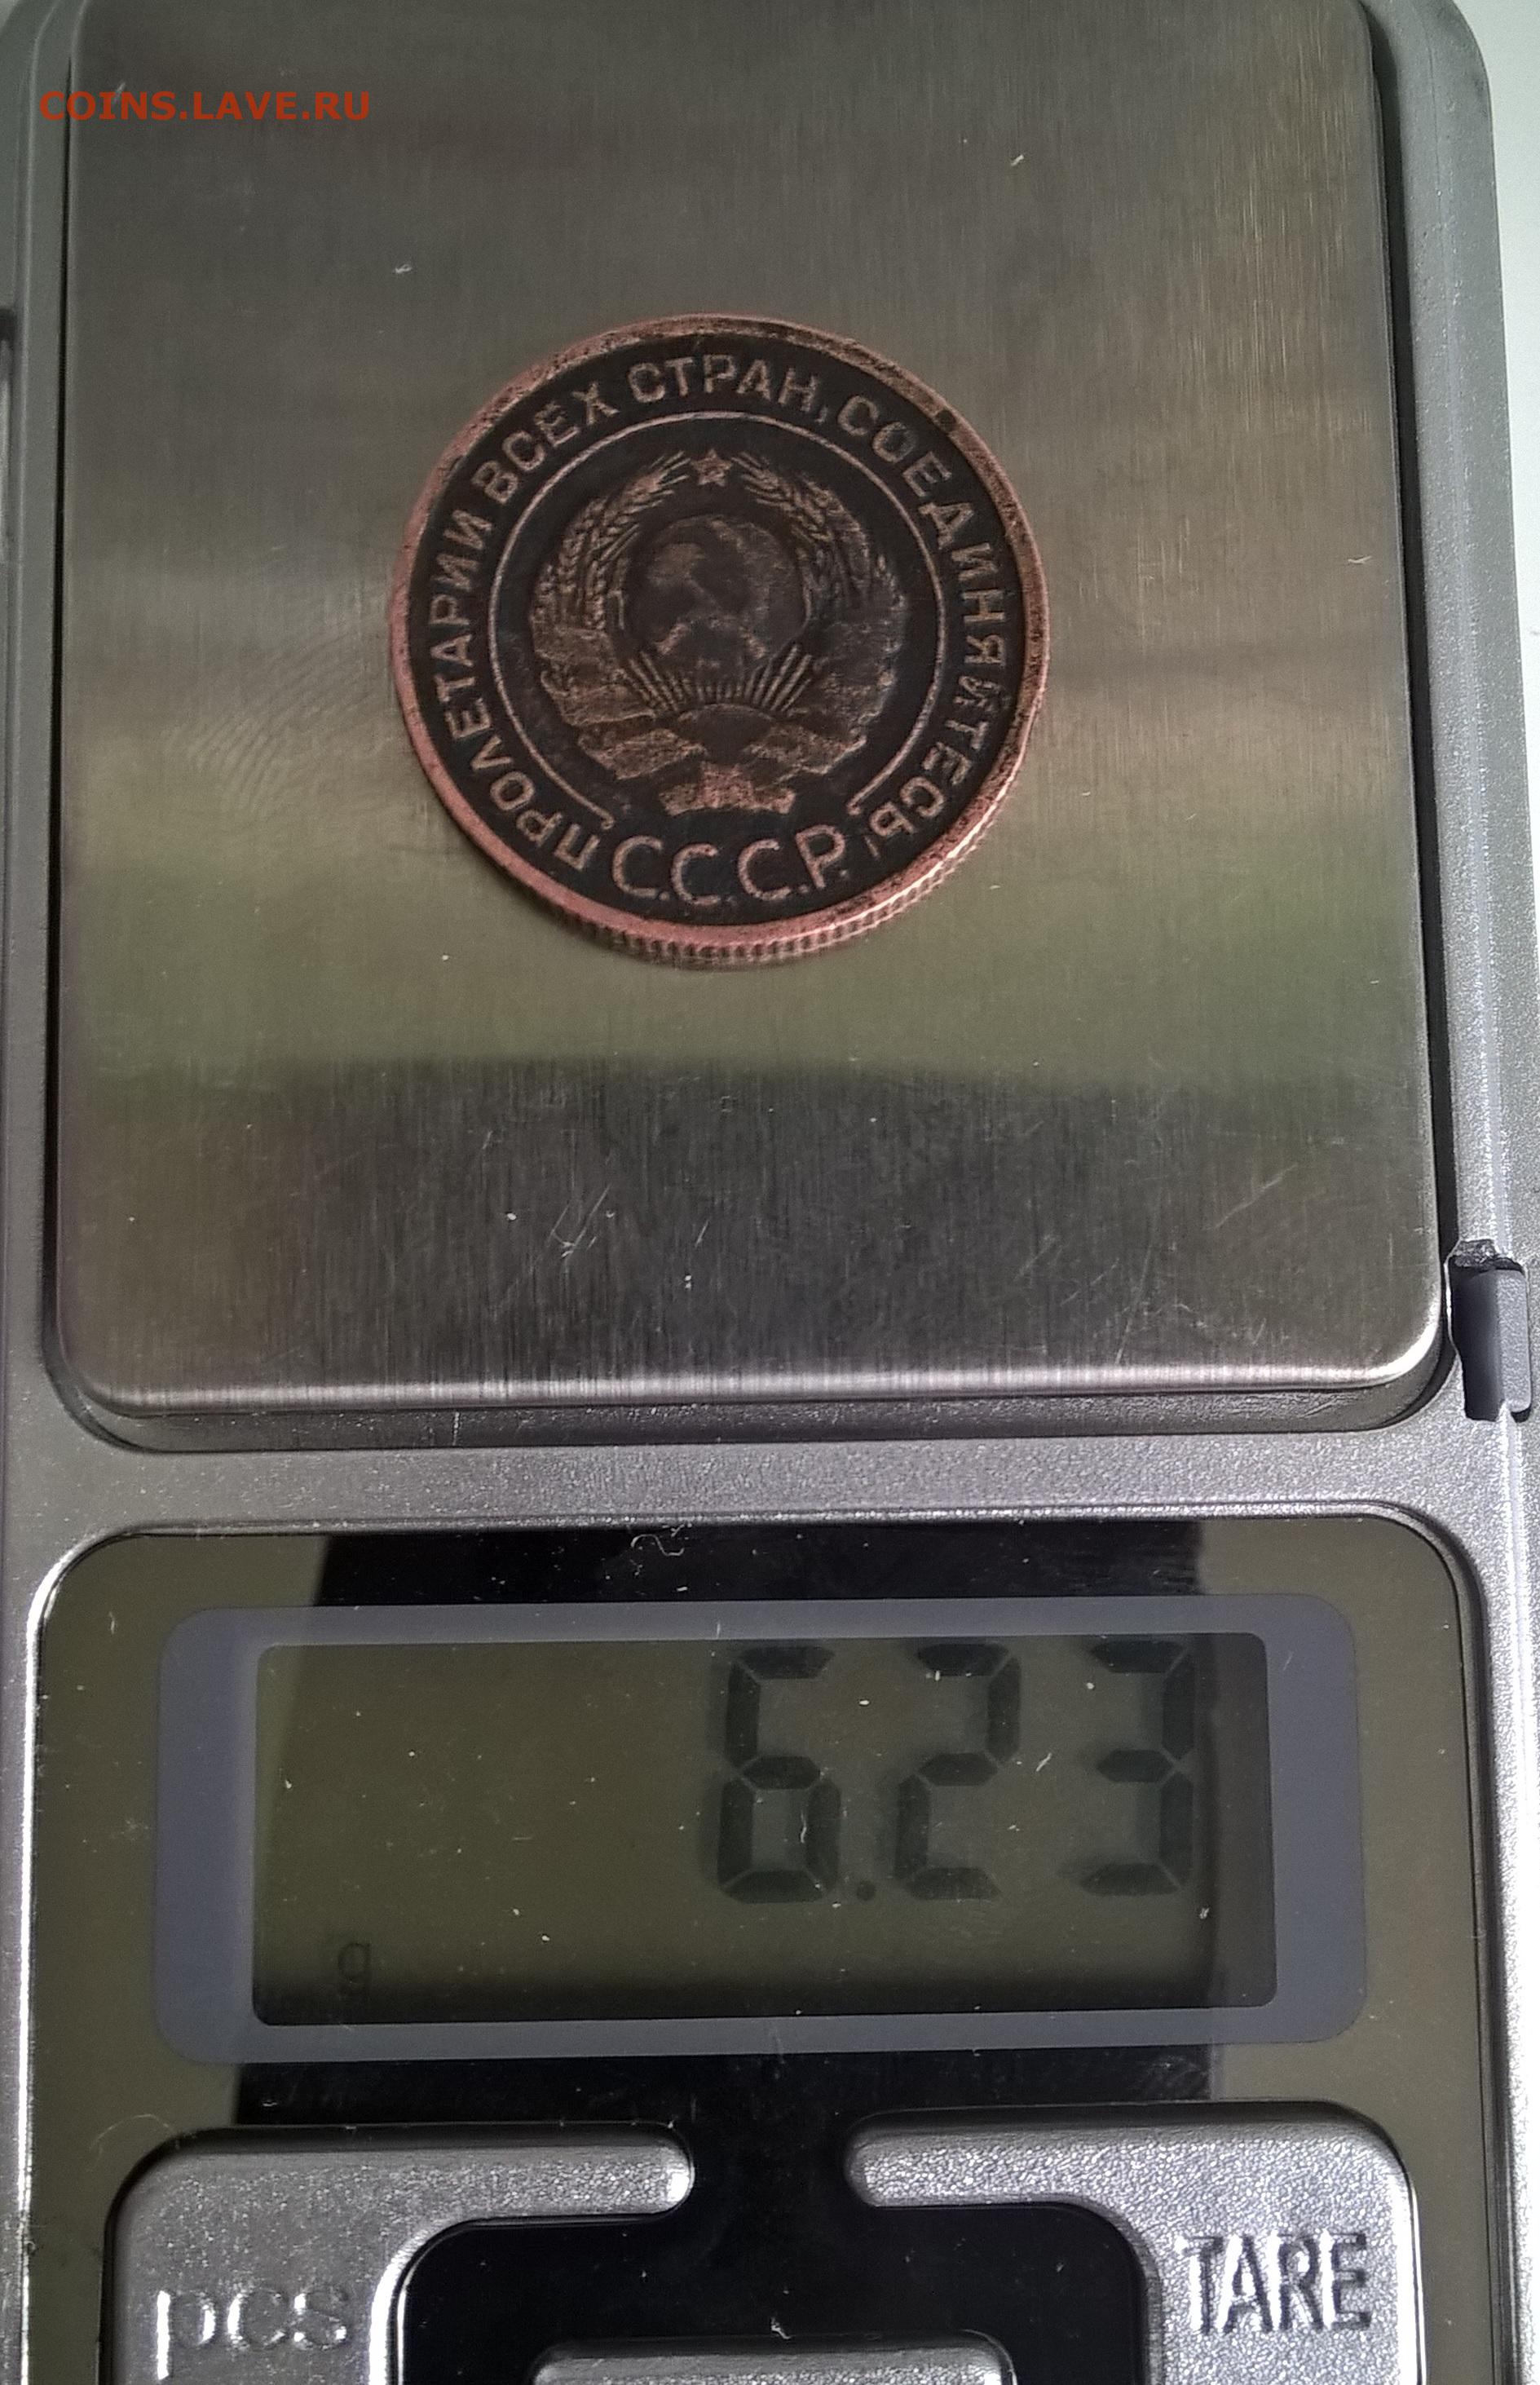 COINS.LAVE.RU
ПРОЛЕТАРИИ ВСЕХ СТРАН, СОЕДИНЯЙТЕСЬ!
С.С.С.Р.
6.23
g
pcs
TARE